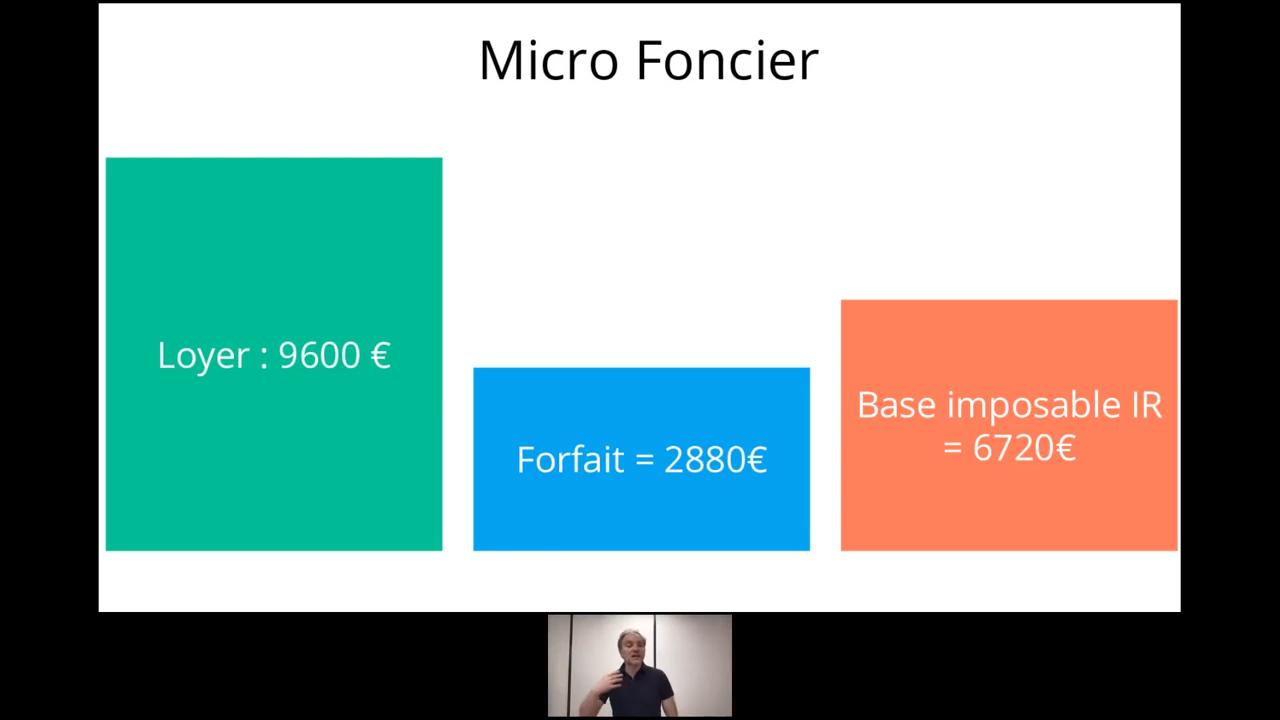 Micro Foncier
Loyer : 9600 €
Forfait = 2880€
Base imposable IR
= 6720€